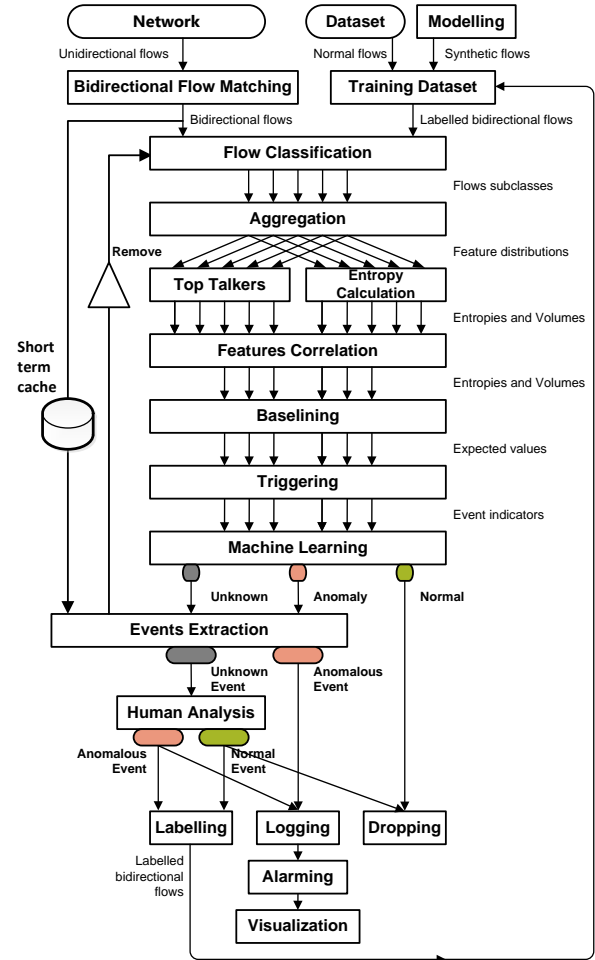 Network
Dataset
Modelling
Unidirectional flows
Normal flows
Synthetic flows
Bidirectional Flow Matching
Training Dataset
Bidirectional flows
Labelled bidirectional flows
Flow Classification
Flows subclasses
Aggregation
Remove
Feature distributions
Top Talkers
Entropy
Calculation
Entropies and Volumes
Short
term
cache
Features Correlation
Entropies and Volumes
Baselining
Expected values
Triggering
Event indicators
Machine Learning
Unknown
Anomaly
Normal
Events Extraction
Unknown
Event
Anomalous
Event
Human Analysis
Anomalous
Event
Normal
Event
Labelling
Logging
Dropping
Labelled
bidirectional
flows
Alarming
Visualization